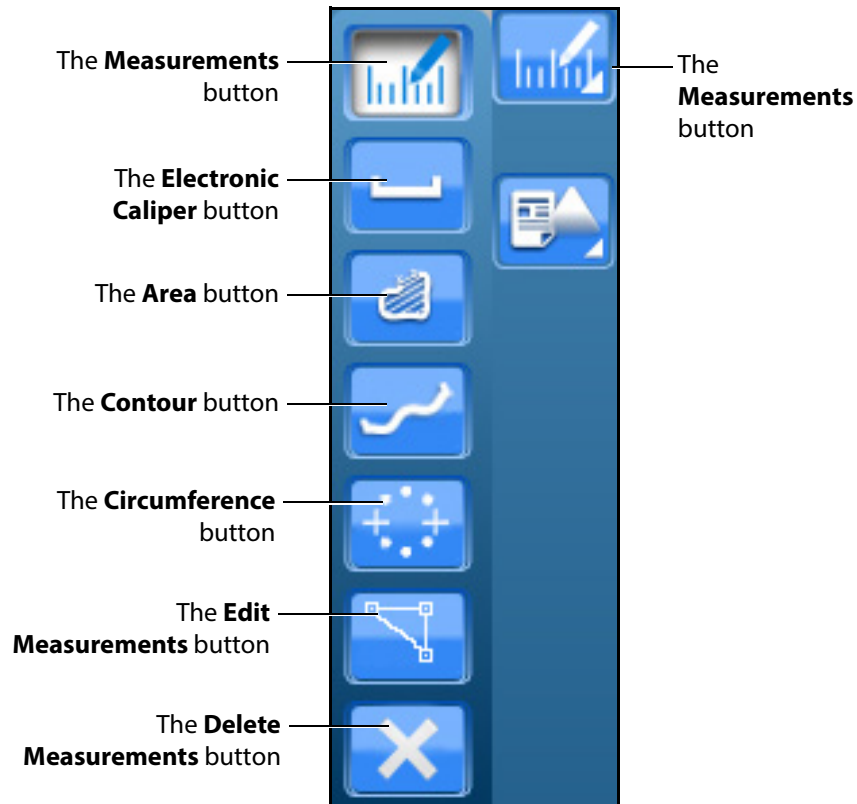 The Measurements
button
The
Measurements
button
The Electronic
Caliper button
The Area button
The Contour button
The Circumference
button
The Edit
Measurements button
The Delete
Measurements button